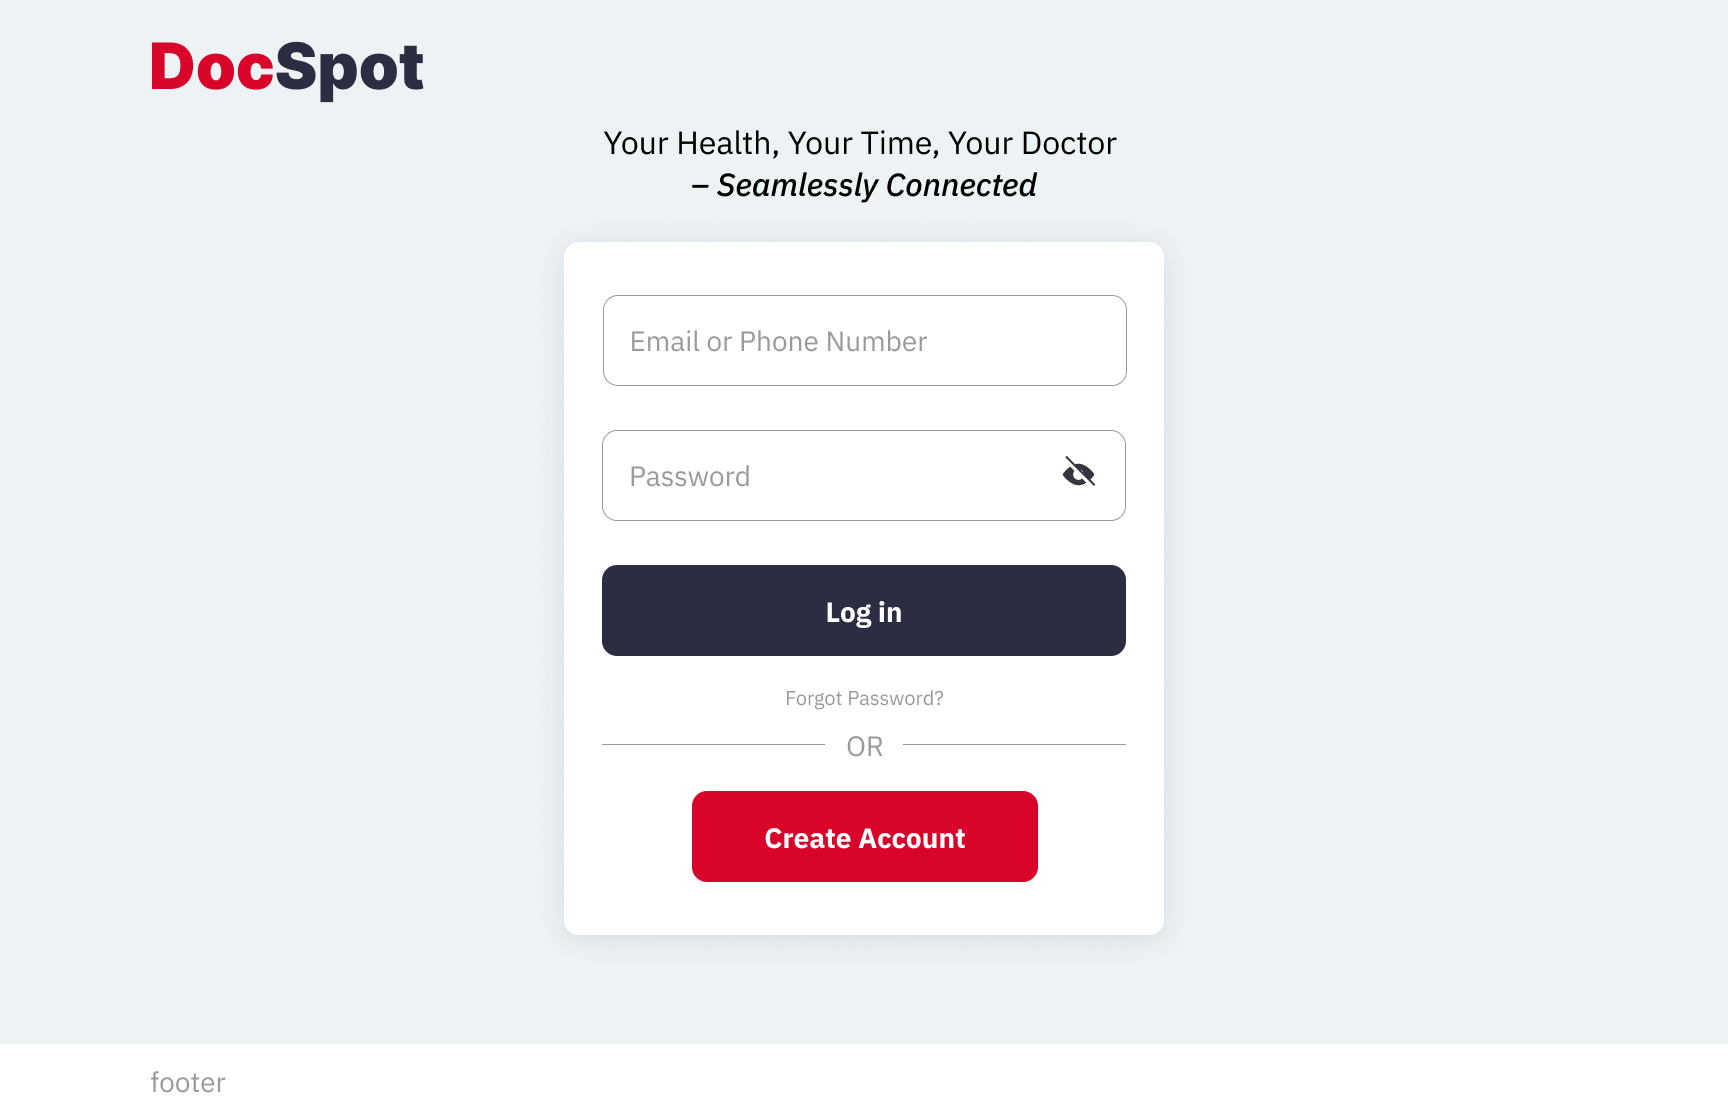 DocSpot
Your Health, Your Time, Your Doctor
– Seamlessly Connected
Email or Phone Number
Password
Log in
Forgot Password?
OR
Create Account
footer